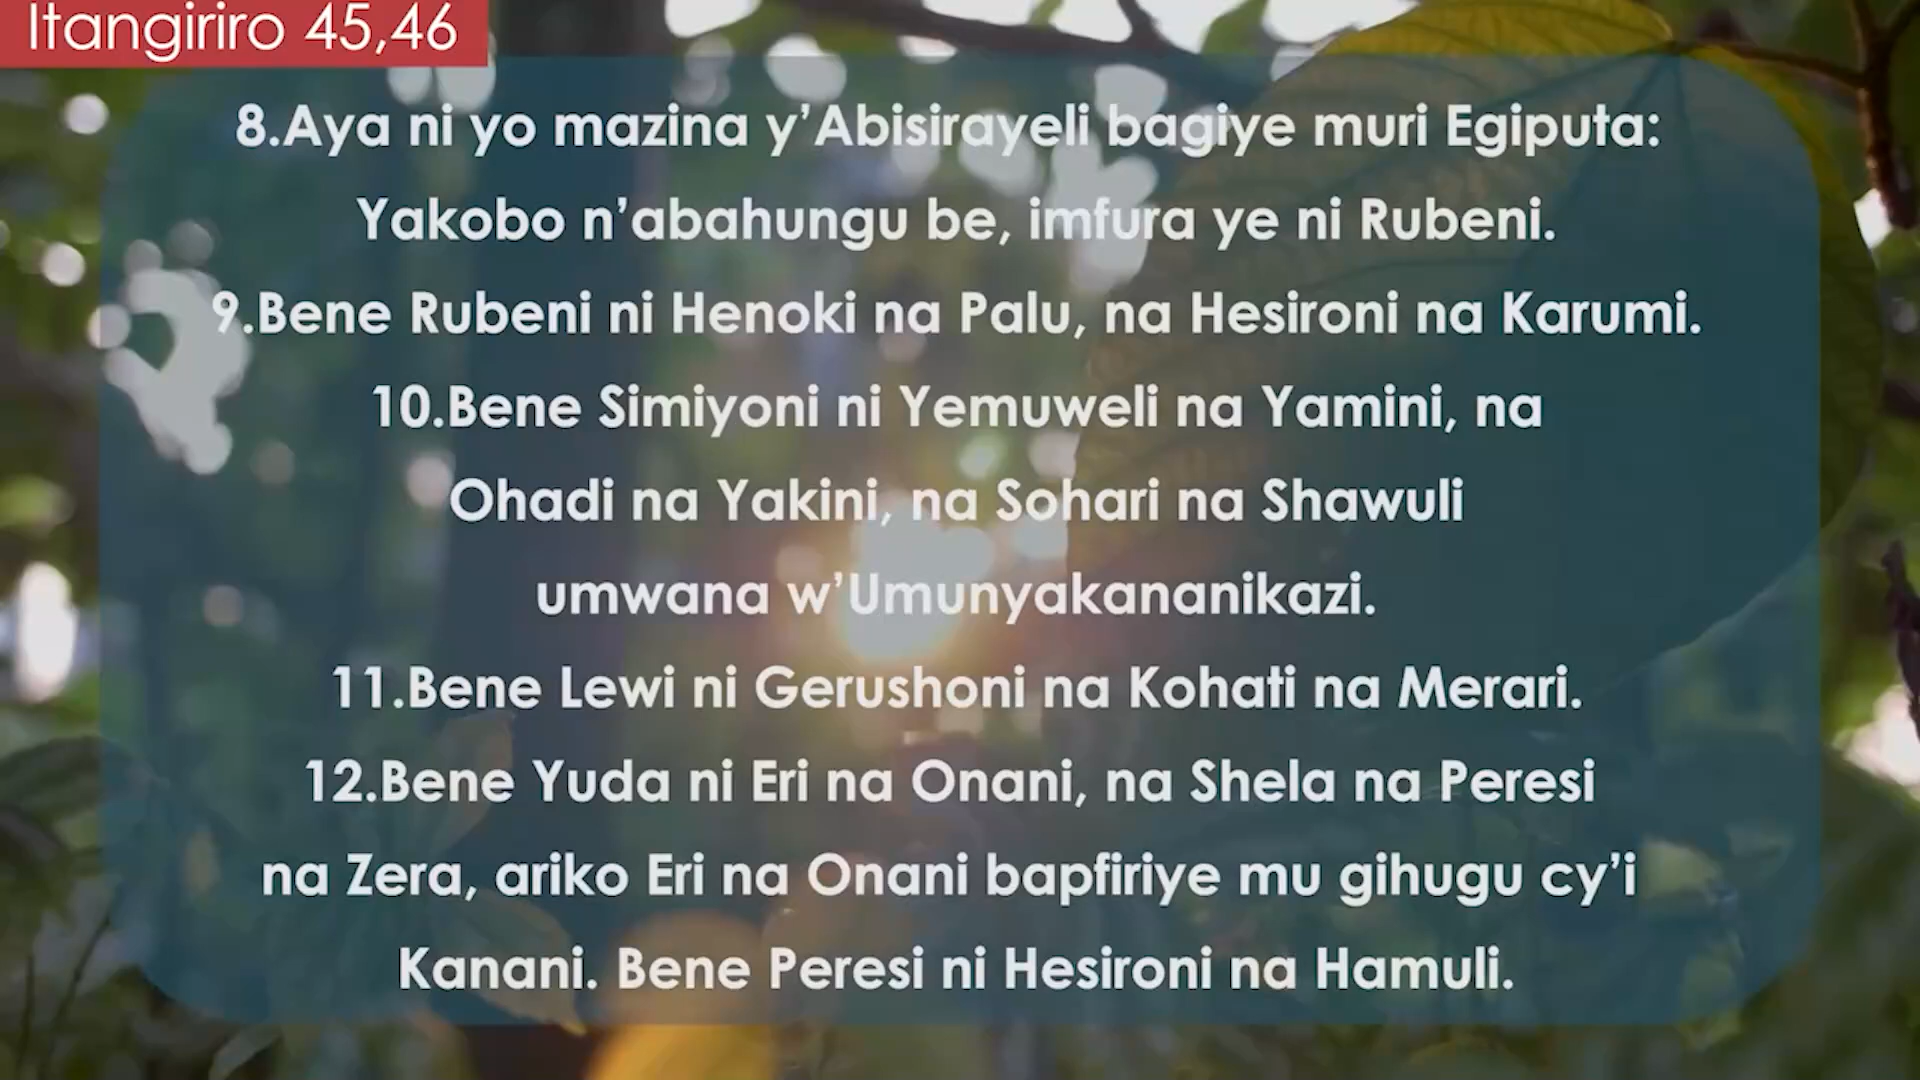 Itangiriro 45,46
8.Aya ni yo mazina y’Abisirayeli bagiye muri Egiputa:
Yakobo n’abahungu be, imfura ye ni Rubeni.
9.Bene Rubeni ni Henoki na Palu, na Hesironi na Karumi.
10.Bene Simiyoni ni Yemuweli na Yamini, na
Ohadi na Yakini, na Sohari na Shawuli
umwana w’Umunyakananikazi.
11.Bene Lewi ni Gerushoni na Kohati na Merari.
12.Bene Yuda ni Eri na Onani, na Shela na Peresi
na Zera, ariko Eri na Onani bapfiriye mu gihugu cy’i
Kanani. Bene Peresi ni Hesironi na Hamuli.